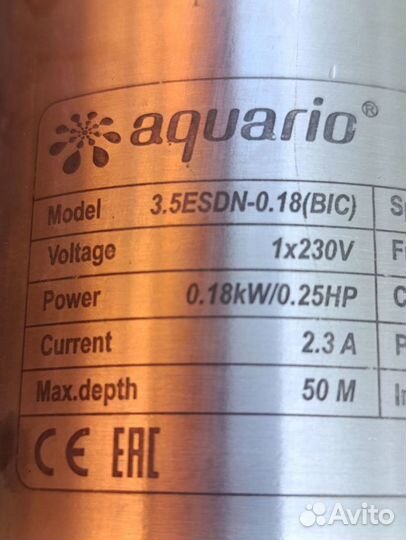 aquario®
Model 3.5ESDN-0.18(BIC)
Voltage 1x230V
Power 0.18kW/0.25HP
Current 2.3 A
Max.depth 50 M
CE EAC
Avito